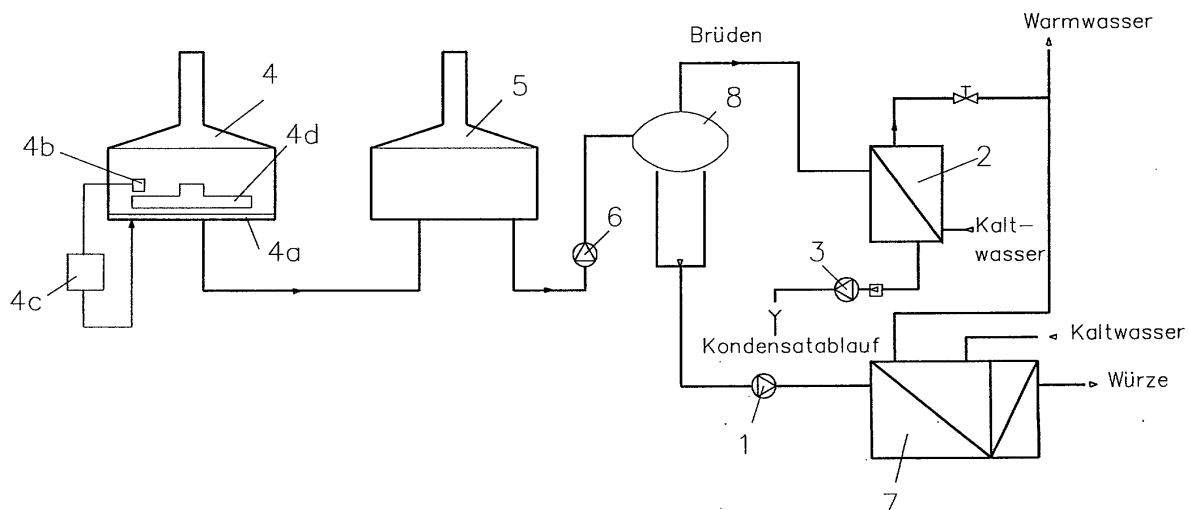 Warmwasser
Brüden
4
5
8
4d
4b
2
6
Kalt-
wasser
4a
3
4c
Kondensatablauf
Kaltwasser
Würze
1
7